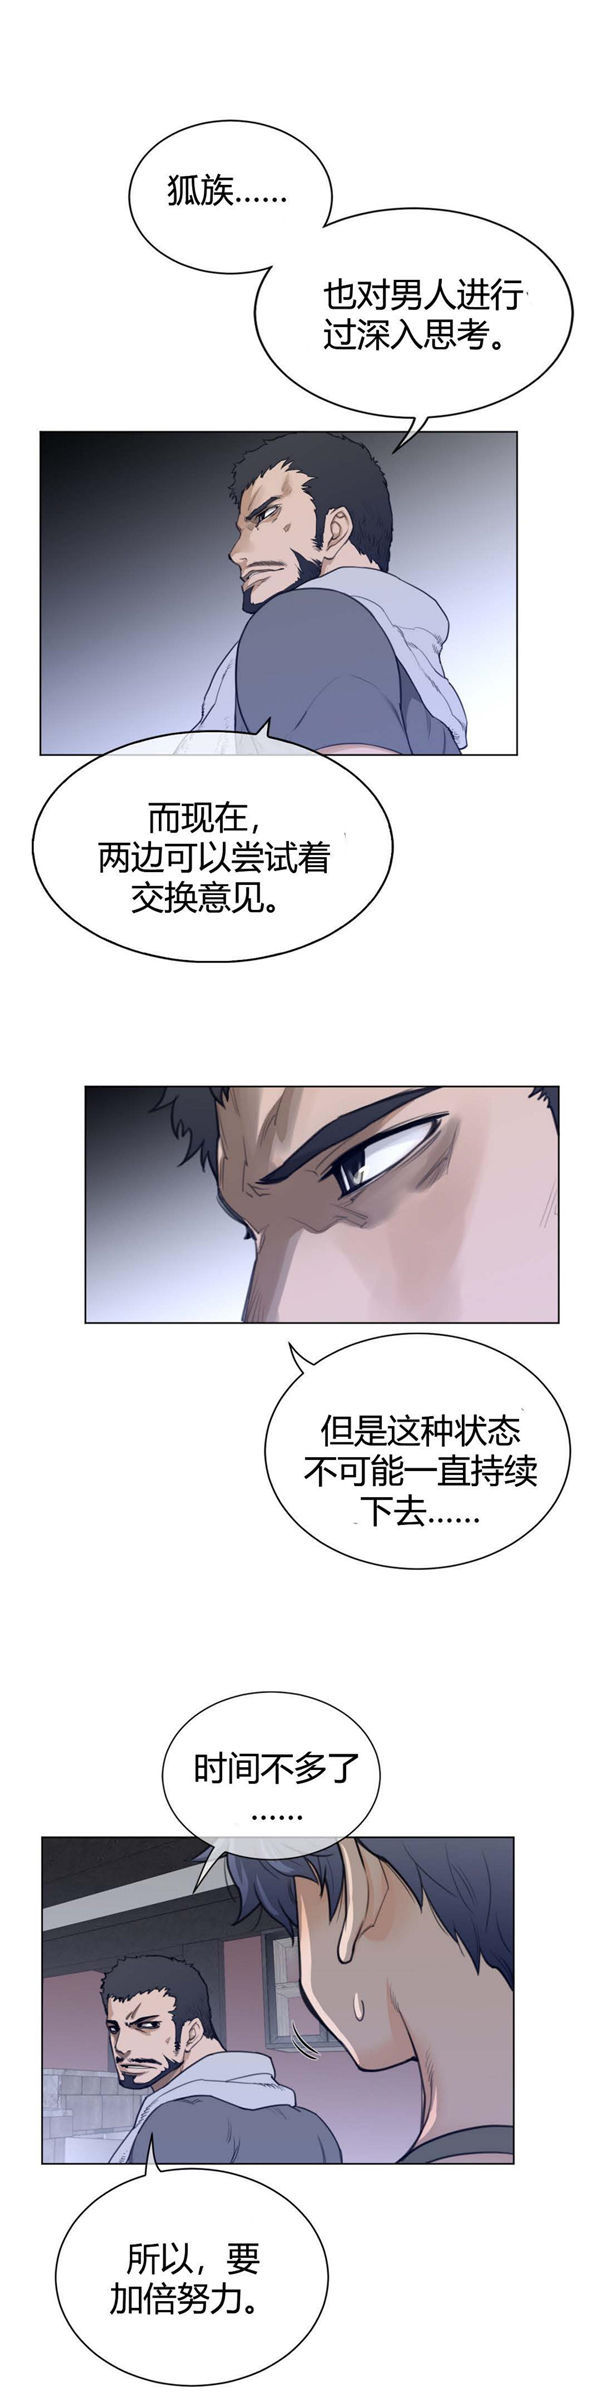 狐族……
也对男人进行
过深入思考。
而现在，
两边可以尝试着
交换意见。
但是这种状态
不可能一直持续
下去……
时间不多了
……
所以，要
加倍努力。